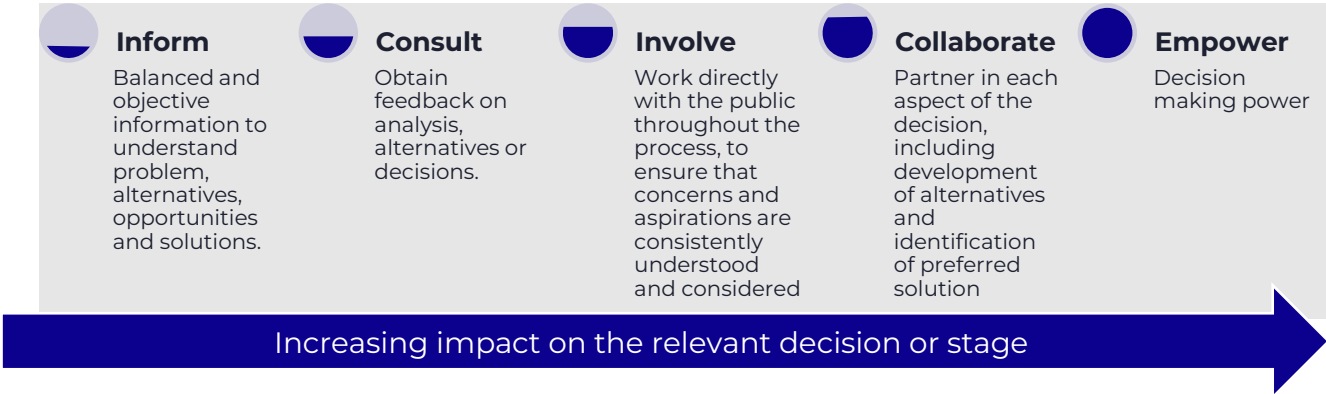 Inform
Balanced and
objective
information to
understand
problem,
alternatives,
opportunities
and solutions.
Consult
Obtain
feedback on
analysis,
alternatives or
decisions.
Involve
Work directly
with the public
throughout the
process, to
ensure that
concerns and
aspirations are
consistently
understood
and considered
Collaborate
Partner in each
aspect of the
decision,
including
development
of alternatives
and
identification
of preferred
solution
Empower
Decision
making power
Increasing impact on the relevant decision or stage